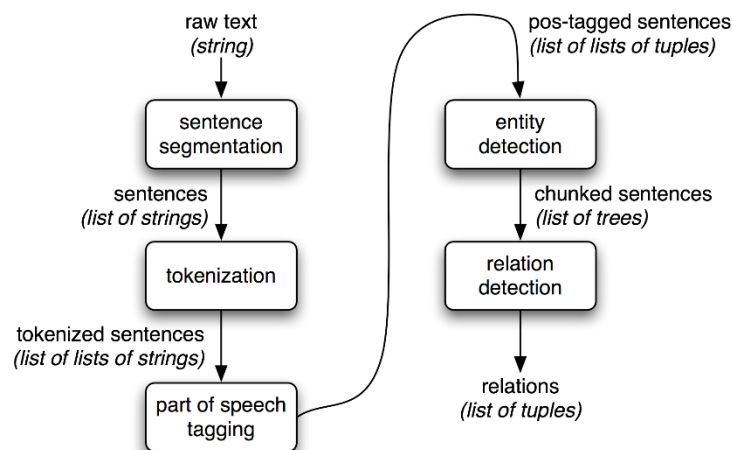 raw text
(string)
sentence
segmentation
sentences
(list of strings)
tokenization
tokenized sentences
(list of lists of strings)
part of speech
tagging
pos-tagged sentences
(list of lists of tuples)
entity
detection
chunked sentences
(list of trees)
relation
detection
relations
(list of tuples)